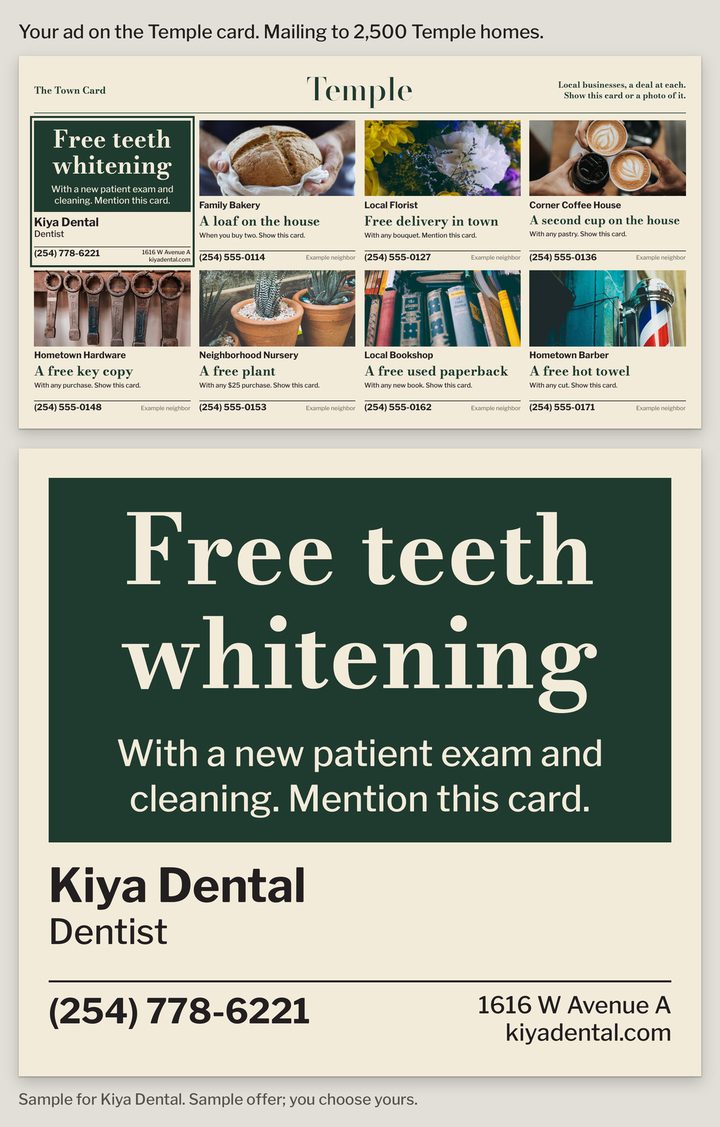 Your ad on the Temple card. Mailing to 2,500 Temple homes.
The Town Card
Temple
Local businesses, a deal at each.
Show this card or a photo of it.
Free teeth
whitening
With a new patient exam and
cleaning. Mention this card.
Kiya Dental
Dentist
(254) 778-6221
1616 W Avenue A
kiyadental.com
Family Bakery
A loaf on the house
When you buy two. Show this card.
(254) 555-0114
Example neighbor
Local Florist
Free delivery in town
With any bouquet. Mention this card.
(254) 555-0127
Example neighbor
Corner Coffee House
A second cup on the house
With any pastry. Show this card.
(254) 555-0136
Example neighbor
Hometown Hardware
A free key copy
With any purchase. Show this card.
(254) 555-0148
Example neighbor
Neighborhood Nursery
A free plant
With any $25 purchase. Show this card.
(254) 555-0153
Example neighbor
Local Bookshop
A free used paperback
With any new book. Show this card.
(254) 555-0162
Example neighbor
Hometown Barber
A free hot towel
With any cut. Show this card.
(254) 555-0171
Example neighbor
Free teeth
whitening
With a new patient exam and
cleaning. Mention this card.
Kiya Dental
Dentist
(254) 778-6221
1616 W Avenue A
kiyadental.com
Sample for Kiya Dental. Sample offer; you choose yours.